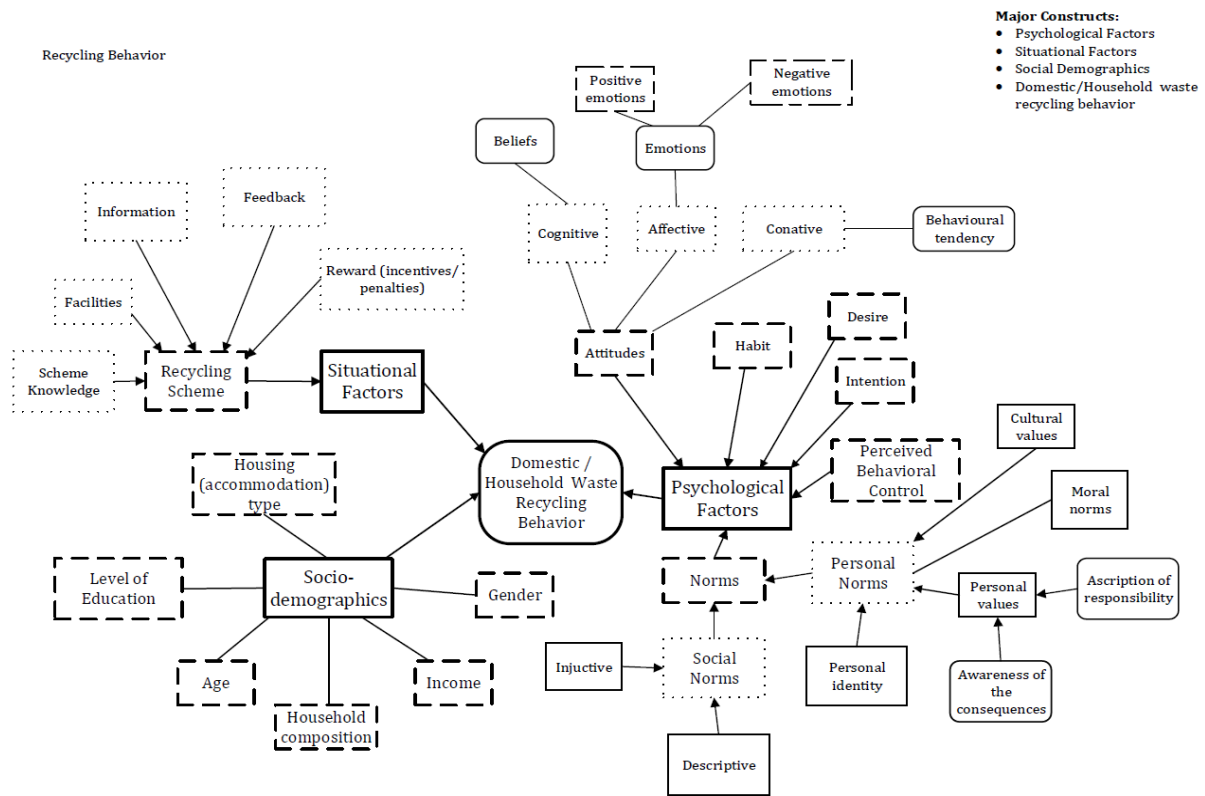 Major Constructs:
• Psychological Factors
• Situational Factors
• Social Demographics
• Domestic/Household waste
recycling behavior
Recycling Behavior
Positive
emotions
Negative
emotions
Beliefs
Emotions
Information
Feedback
Cognitive
Affective
Conative
Behavioural
tendency
Facilities
Reward (incentives/
penalties)
Scheme
Knowledge
Recycling
Scheme
Situational
Factors
Attitudes
Habit
Desire
Intention
Cultural
values
Housing
(accommodation)
type
Domestic /
Household Waste
Recycling
Behavior
Psychological
Factors
Perceived
Behavioral
Control
Moral
norms
Level of
Education
Socio-
demographics
Gender
Norms
Personal
Norms
Personal
values
Ascription of
responsibility
Age
Income
Household
composition
Injuctive
Social
Norms
Personal
identity
Awareness of
the
consequences
Descriptive